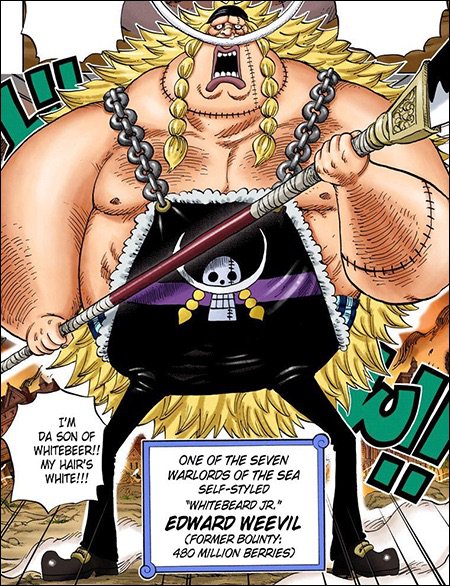 I'M
DA SON OF
WHITEBEER!!
MY HAIR'S
WHITE!!!
ONE OF THE SEVEN
WARLORDS OF THE SEA
SELF-STYLED
"WHITEBEARD JR."
EDWARD WEEVIL
(FORMER BOUNTY:
480 MILLION BERRIES)